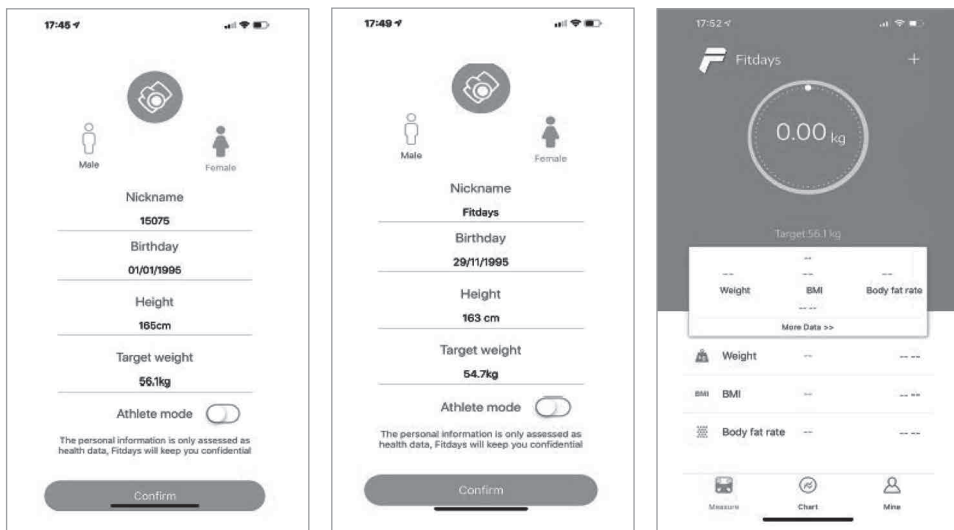 17:45
Male
Female
Nickname
15075
Birthday
01/01/1995
Height
165cm
Target weight
56.1kg
Athlete mode
The personal information is only assessed as
health data, Fitdays will keep you confidential
Confirm
17:49
Male
Female
Nickname
Fitdays
Birthday
29/11/1995
Height
163 cm
Target weight
54.7kg
Athlete mode
The personal information is only assessed as
health data, Fitdays will keep you confidential
Confirm
17:52
Fitdays +
0.00 kg
Target:56.1 kg
--
-- -- --
Weight BMI Body fat rate
-- --
More Data >>
Weight -- -- --
BMI BMI -- -- --
Body fat rate -- -- --
Measure Chart Mine